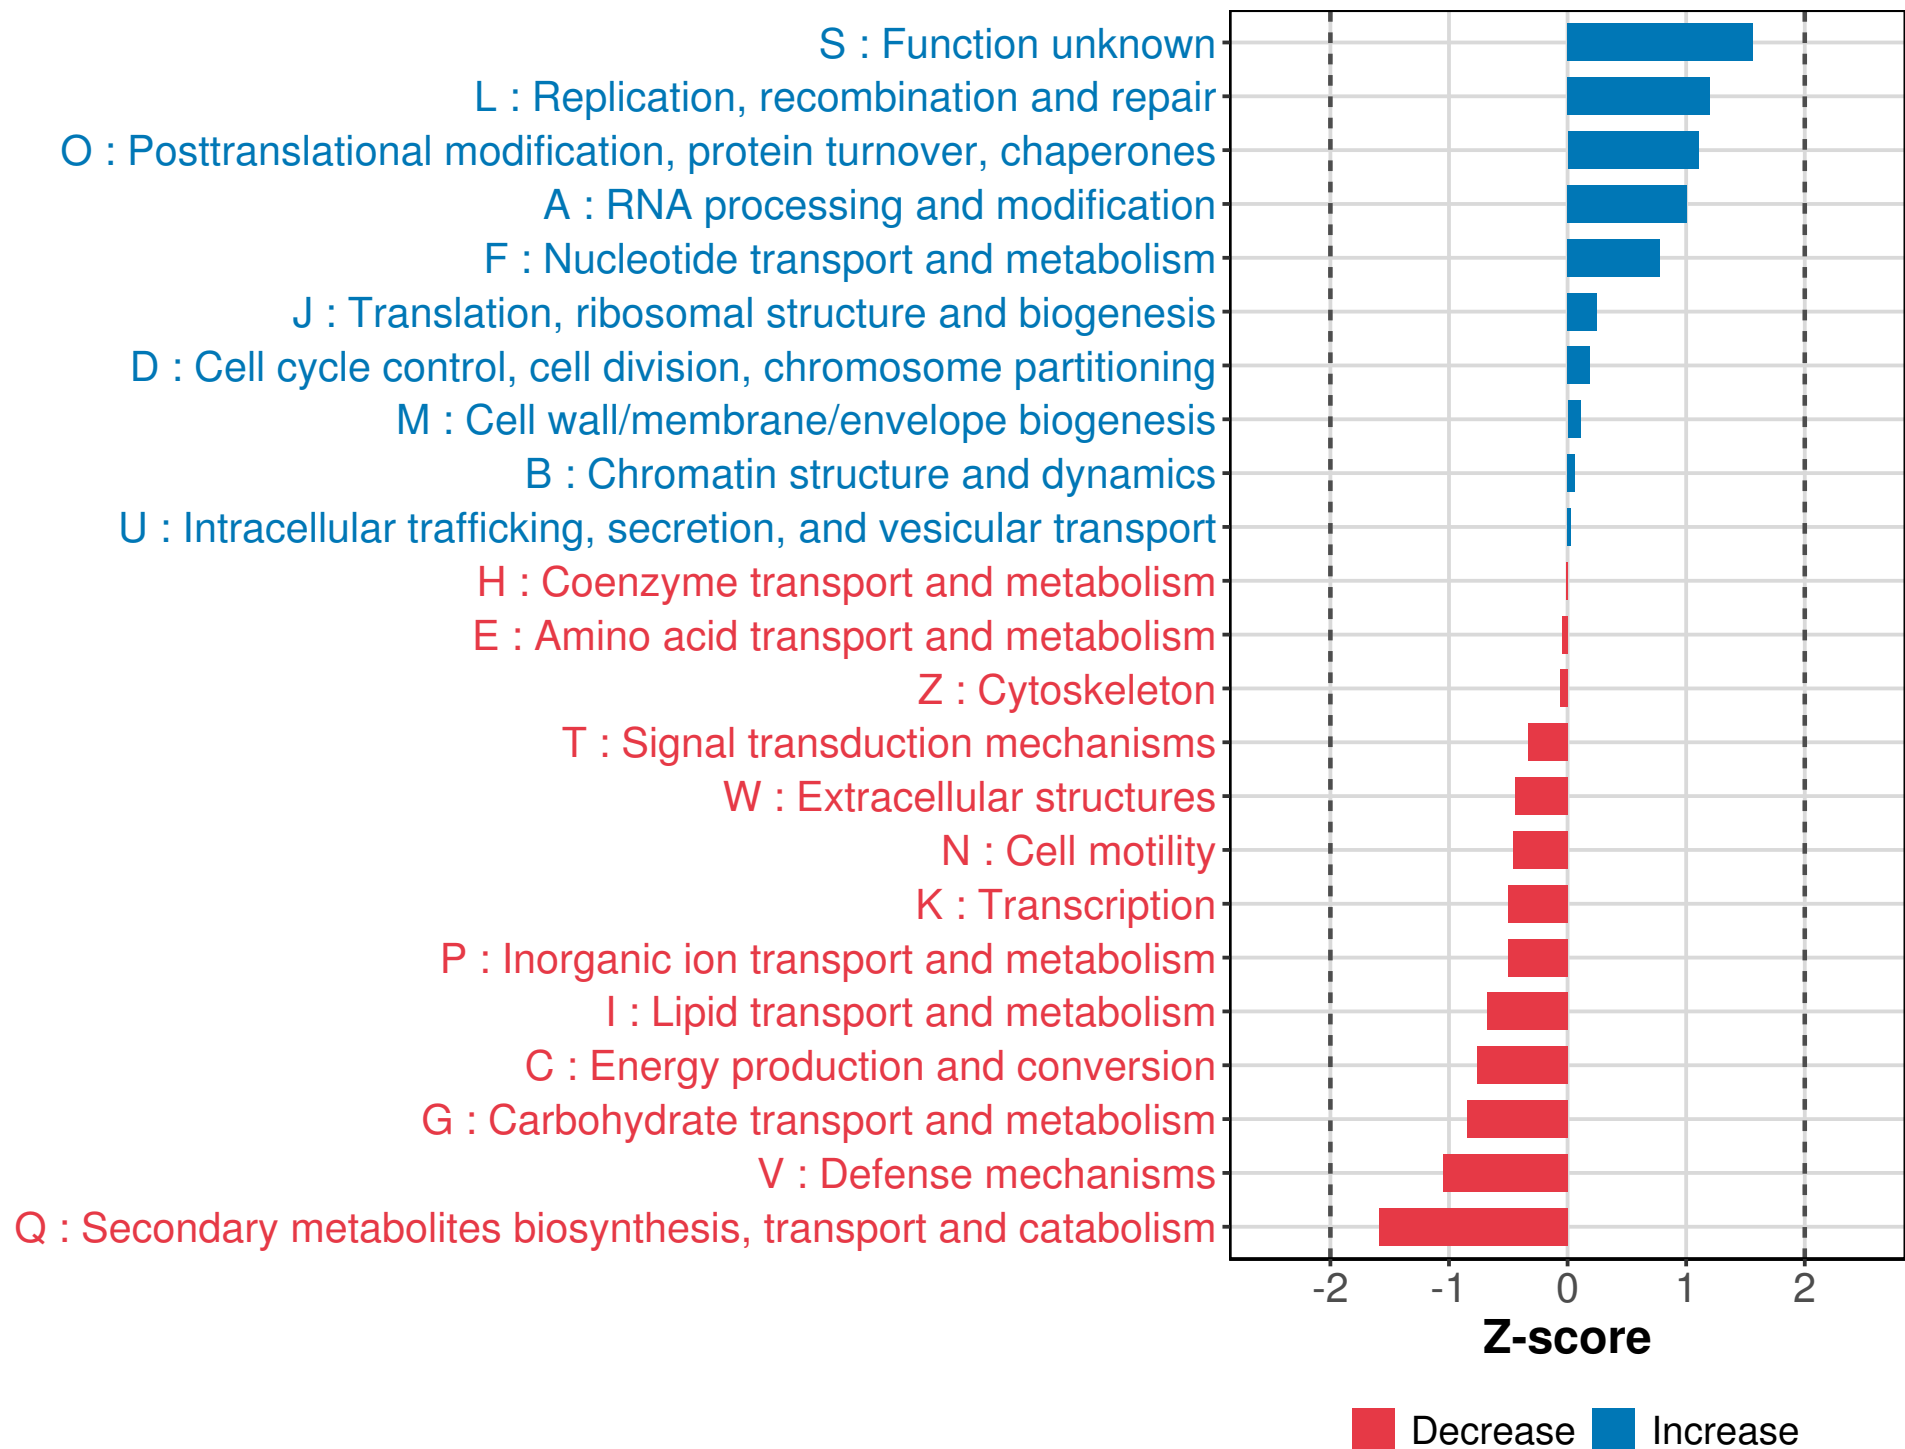 S : Function unknown
L : Replication, recombination and repair
O : Posttranslational modification, protein turnover, chaperones
A : RNA processing and modification
F : Nucleotide transport and metabolism
J : Translation, ribosomal structure and biogenesis
D : Cell cycle control, cell division, chromosome partitioning
M : Cell wall/membrane/envelope biogenesis
B : Chromatin structure and dynamics
U : Intracellular trafficking, secretion, and vesicular transport
H : Coenzyme transport and metabolism
E : Amino acid transport and metabolism
Z : Cytoskeleton
T : Signal transduction mechanisms
W : Extracellular structures
N : Cell motility
K : Transcription
P : Inorganic ion transport and metabolism
I : Lipid transport and metabolism
C : Energy production and conversion
G : Carbohydrate transport and metabolism
V : Defense mechanisms
Q : Secondary metabolites biosynthesis, transport and catabolism
-2 -1 0 1 2
Z-score
Decrease Increase